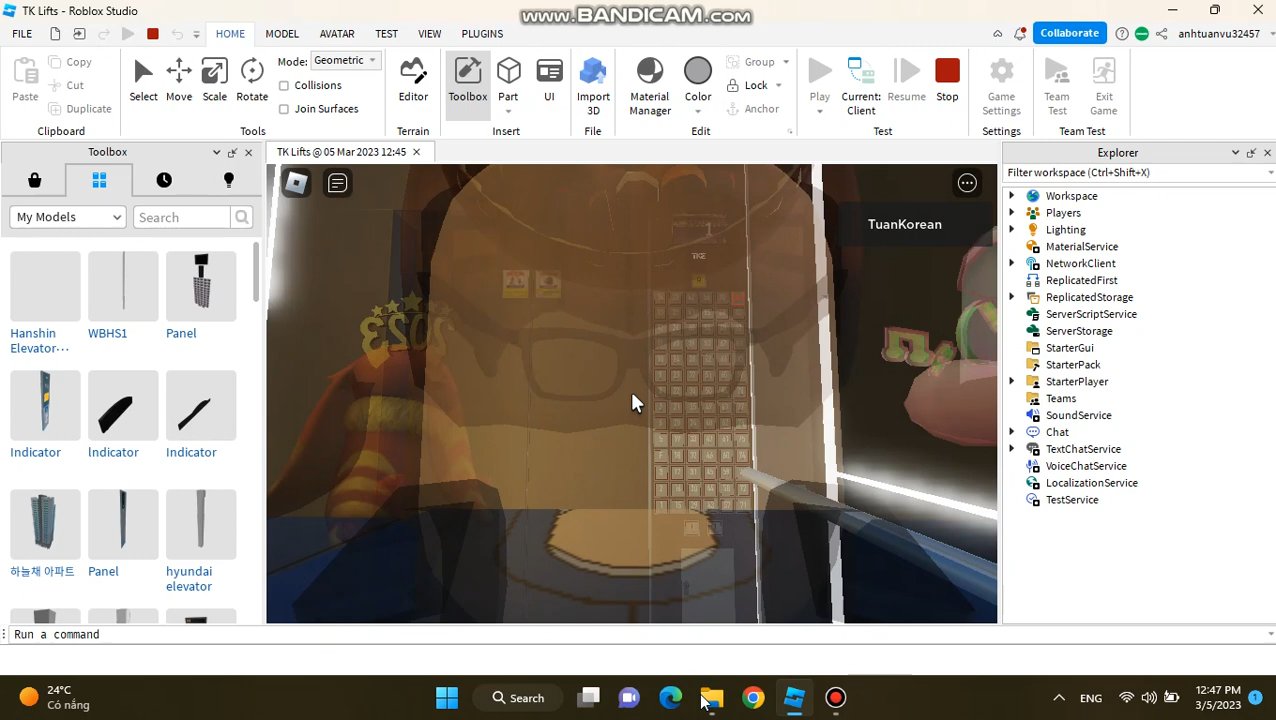 TK Lifts - Roblox Studio
www.BANDICAM.com
FILE
HOME
MODEL
AVATAR
TEST
VIEW
PLUGINS
Collaborate
anhtuanvu32457
Paste
Copy
Cut
Duplicate
Clipboard
Select
Move
Scale
Rotate
Mode: Geometric
Collisions
Join Surfaces
Tools
Editor
Terrain
Toolbox
Part
UI
Insert
Import
3D
File
Material
Manager
Color
Group
Lock
Anchor
Edit
Play
Current:
Client
Resume
Stop
Test
Game
Settings
Settings
Team
Test
Exit
Game
Team Test
Toolbox
My Models
Search
Hanshin
Elevator···
WBHS1
Panel
Indicator
Indicator
Indicator
하늘채 아파트
Panel
hyundai
elevator
TK Lifts @ 05 Mar 2023 12:45
TuanKorean
2023
Explorer
Filter workspace (Ctrl+Shift+X)
Workspace
Players
Lighting
MaterialService
NetworkClient
ReplicatedFirst
ReplicatedStorage
ServerScriptService
ServerStorage
StarterGui
StarterPack
StarterPlayer
Teams
SoundService
Chat
TextChatService
VoiceChatService
LocalizationService
TestService
Run a command
24°C
Có nắng
Search
ENG
12:47 PM
3/5/2023
1